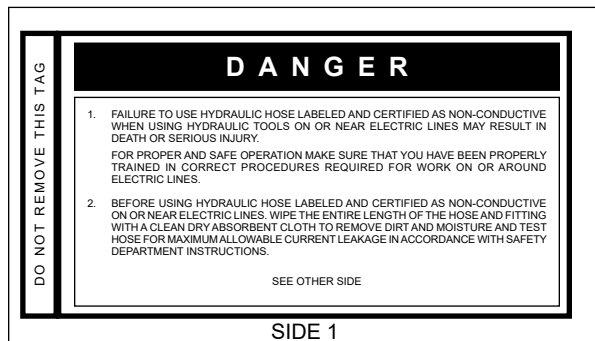 DO NOT REMOVE THIS TAG
D A N G E R
1. FAILURE TO USE HYDRAULIC HOSE LABELED AND CERTIFIED AS NON-CONDUCTIVE
WHEN USING HYDRAULIC TOOLS ON OR NEAR ELECTRIC LINES MAY RESULT IN
DEATH OR SERIOUS INJURY.
FOR PROPER AND SAFE OPERATION MAKE SURE THAT YOU HAVE BEEN PROPERLY
TRAINED IN CORRECT PROCEDURES REQUIRED FOR WORK ON OR AROUND
ELECTRIC LINES.
2. BEFORE USING HYDRAULIC HOSE LABELED AND CERTIFIED AS NON-CONDUCTIVE
ON OR NEAR ELECTRIC LINES. WIPE THE ENTIRE LENGTH OF THE HOSE AND FITTING
WITH A CLEAN DRY ABSORBENT CLOTH TO REMOVE DIRT AND MOISTURE AND TEST
HOSE FOR MAXIMUM ALLOWABLE CURRENT LEAKAGE IN ACCORDANCE WITH SAFETY
DEPARTMENT INSTRUCTIONS.
SEE OTHER SIDE
SIDE 1